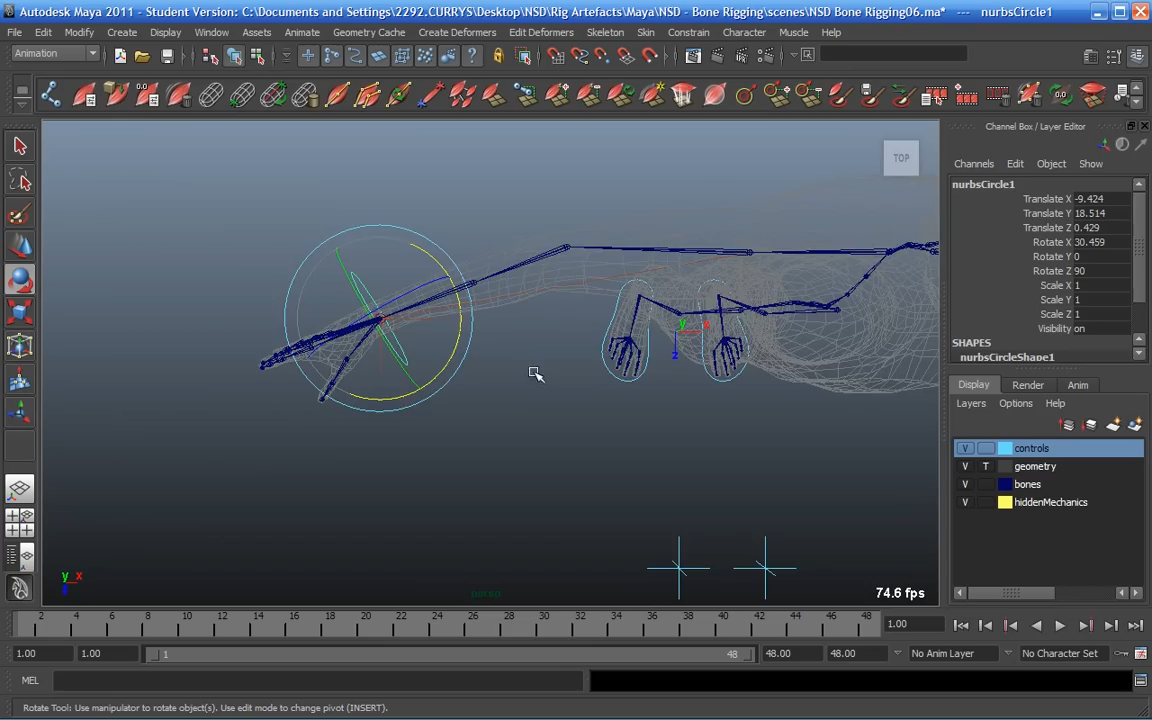 Autodesk Maya 2011 - Student Version: C:\Documents and Settings\2292.CURRYS\Desktop\NSD\Rig Artefacts\Maya\NSD - Bone Rigging\scenes\NSD Bone Rigging06.ma* --- nurbsCircle1
File Edit Modify Create Display Window Assets Animate Geometry Cache Create Deformers Edit Deformers Skeleton Skin Constrain Character Muscle Help
Animation
Channel Box / Layer Editor
TOP
Channels Edit Object Show
nurbsCircle1
Translate X -9.424
Translate Y 18.514
Translate Z 0.429
Rotate X 30.459
Rotate Y 0
Rotate Z 90
Scale X 1
Scale Y 1
Scale Z 1
Visibility on
SHAPES
nurbsCircleShape1
Display Render Anim
Layers Options Help
V controls
V T geometry
V bones
V hiddenMechanics
y x
z
y x
74.6 fps
2 4 6 8 10 12 14 16 18 20 22 24 26 28 30 32 34 36 38 40 42 44 46 48 1.00
1.00 1.00 1 48 48.00 48.00 No Anim Layer No Character Set
MEL
Rotate Tool: Use manipulator to rotate object(s). Use edit mode to change pivot (INSERT).